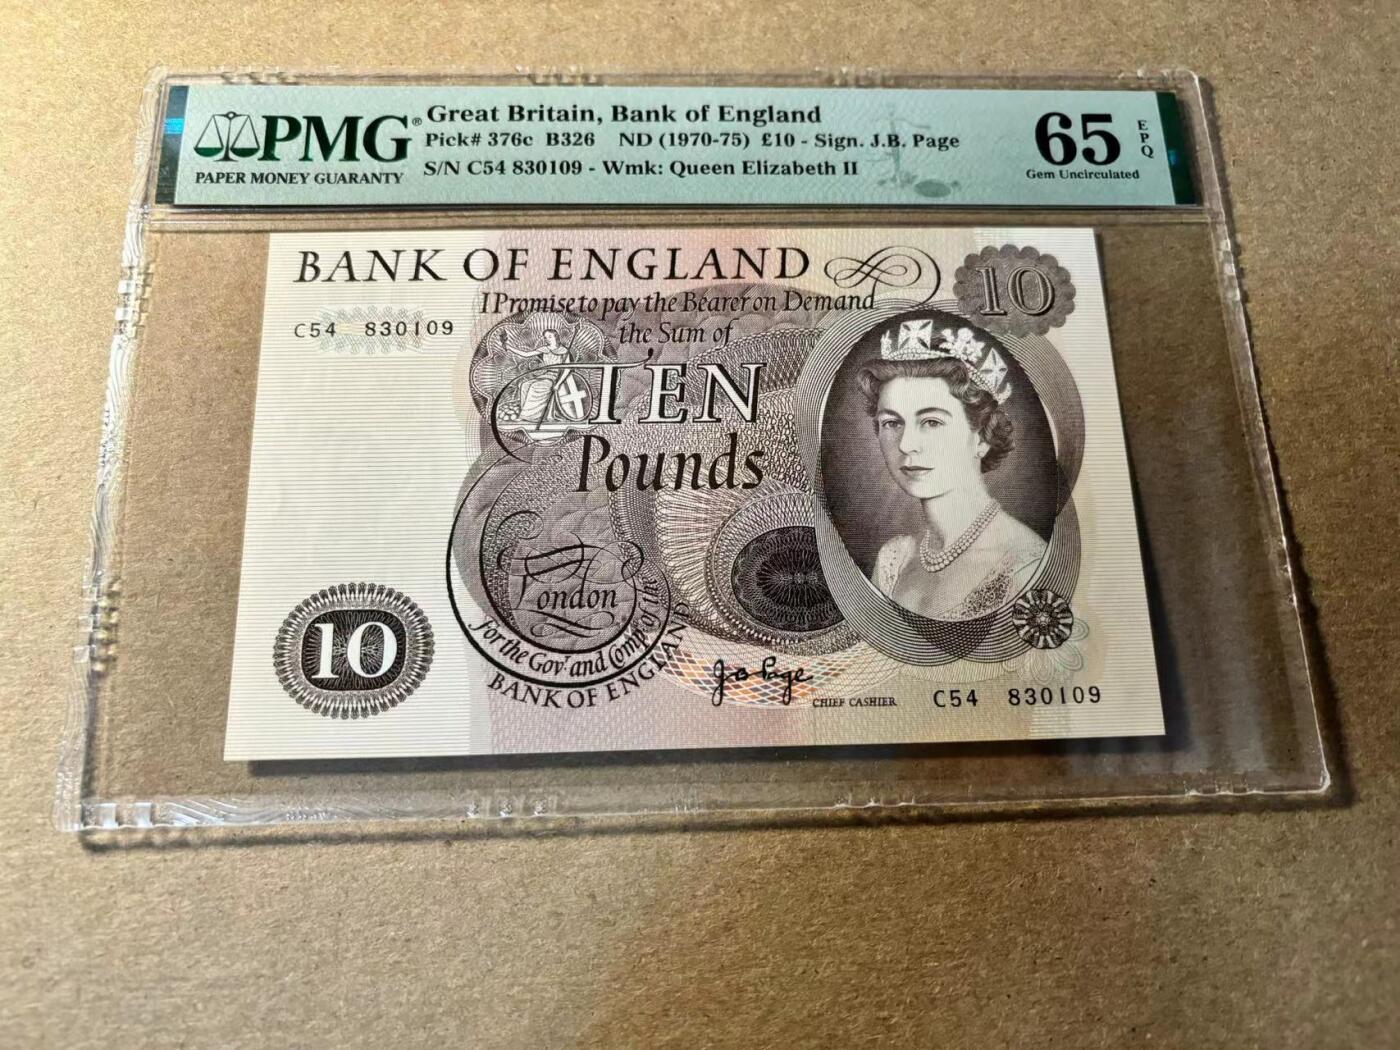 PMG®
PAPER MONEY GUARANTY
Great Britain, Bank of England
Pick# 376c B326 ND (1970-75) £10 - Sign. J.B. Page
S/N C54 830109 - Wmk: Queen Elizabeth II
65
EPQ
Gem Uncirculated
BANK OF ENGLAND
10
I Promise to pay the Bearer on Demand
C54 830109
the Sum of
TEN
Pounds
London
for the Govr. and Compa. of the
BANK OF ENGLAND
10
J B Page
CHIEF CASHIER
C54 830109